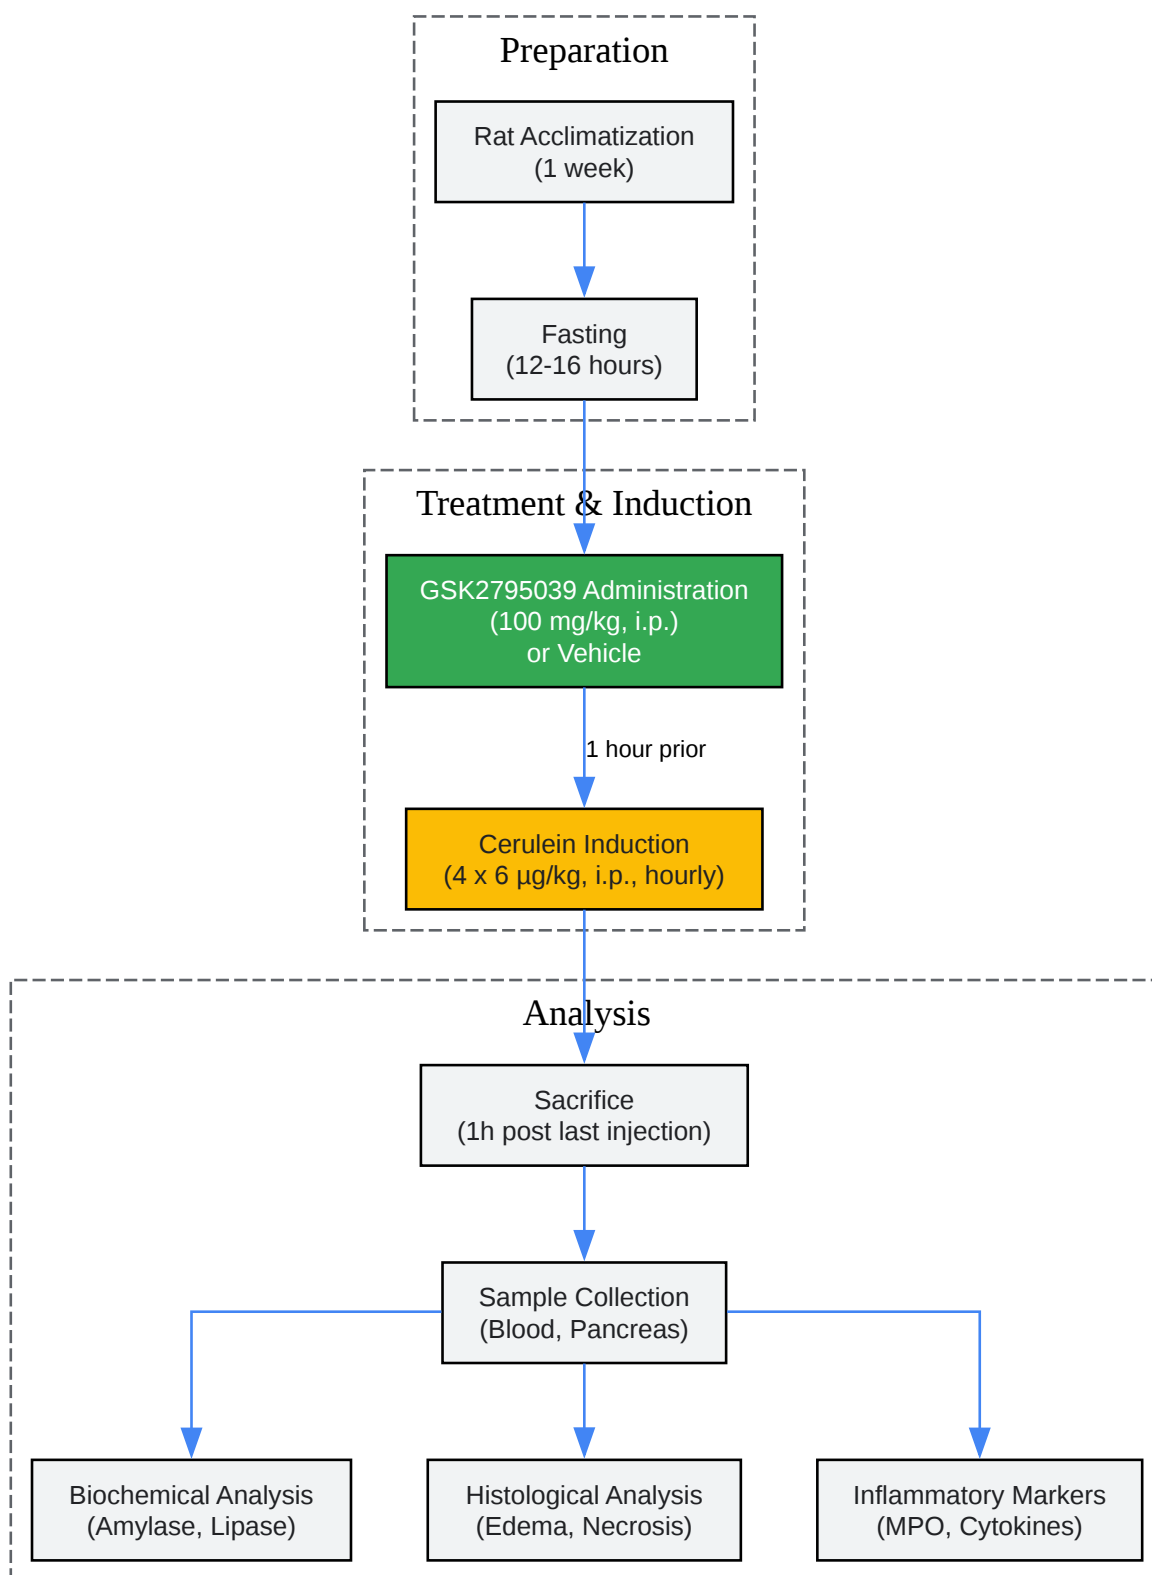 Preparation
Rat Acclimatization
(1 week)
Fasting
(12-16 hours)
Treatment & Induction
GSK2795039 Administration
(100 mg/kg, i.p.)
or Vehicle
1 hour prior
Cerulein Induction
(4 x 6 µg/kg, i.p., hourly)
Analysis
Sacrifice
(1h post last injection)
Sample Collection
(Blood, Pancreas)
Biochemical Analysis
(Amylase, Lipase)
Histological Analysis
(Edema, Necrosis)
Inflammatory Markers
(MPO, Cytokines)